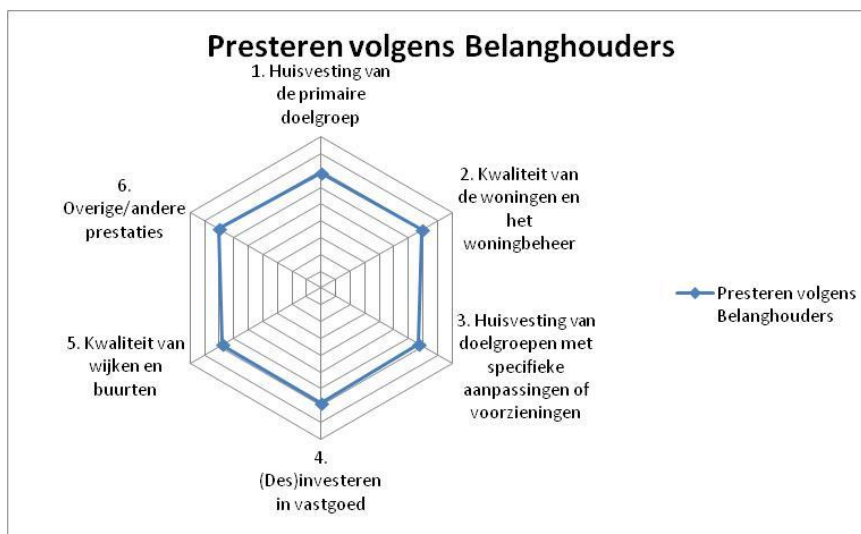 Presteren volgens Belanghouders
1. Huisvesting van
de primaire
doelgroep
2. Kwaliteit van
de woningen en
het
woningbeheer
3. Huisvesting van
doelgroepen met
specifieke
aanpassingen of
voorzieningen
4.
(Des)investeren
in vastgoed
5. Kwaliteit van
wijken en
buurten
6.
Overige/andere
prestaties
Presteren volgens
Belanghouders